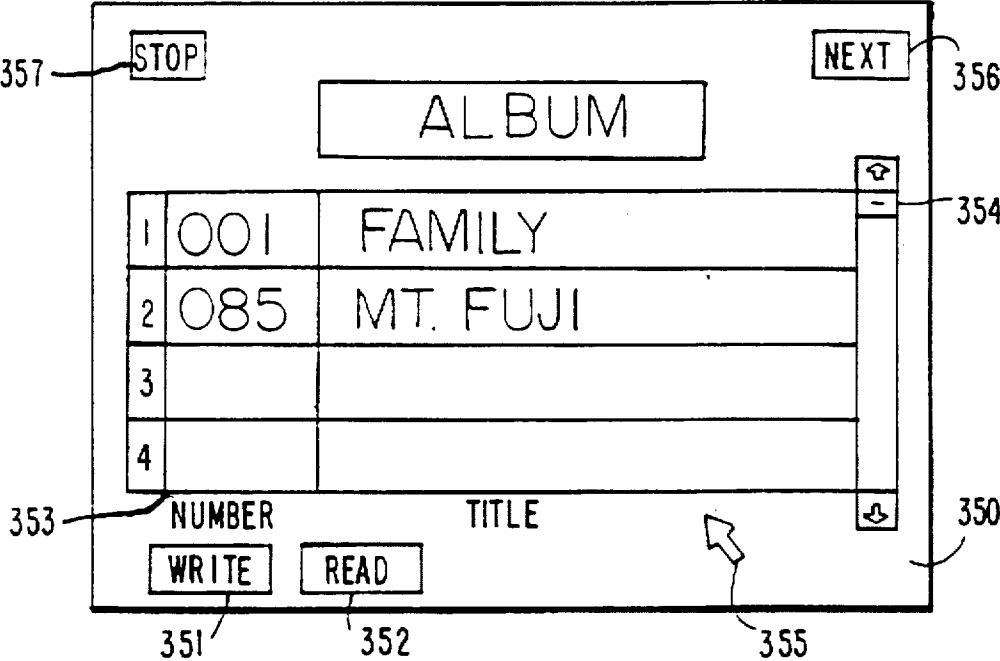 STOP NEXT
357 356
ALBUM
354
1 001 FAMILY
2 085 MT. FUJI
3
4
353 NUMBER TITLE 350
WRITE READ
351 352 355